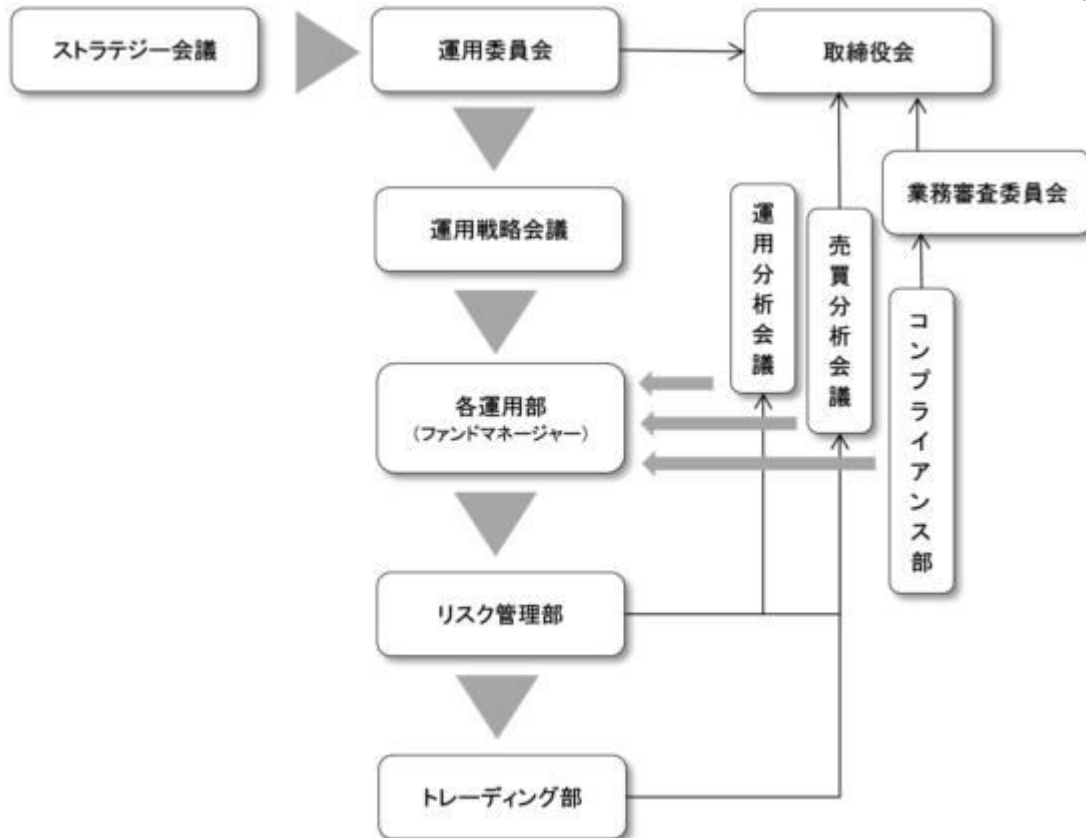 ストラテジー会議
運用委員会
取締役会
業務審査委員会
運用戦略会議
運用分析会議
売買分析会議
コンプライアンス部
各運用部
(ファンドマネージャー)
リスク管理部
トレーディング部